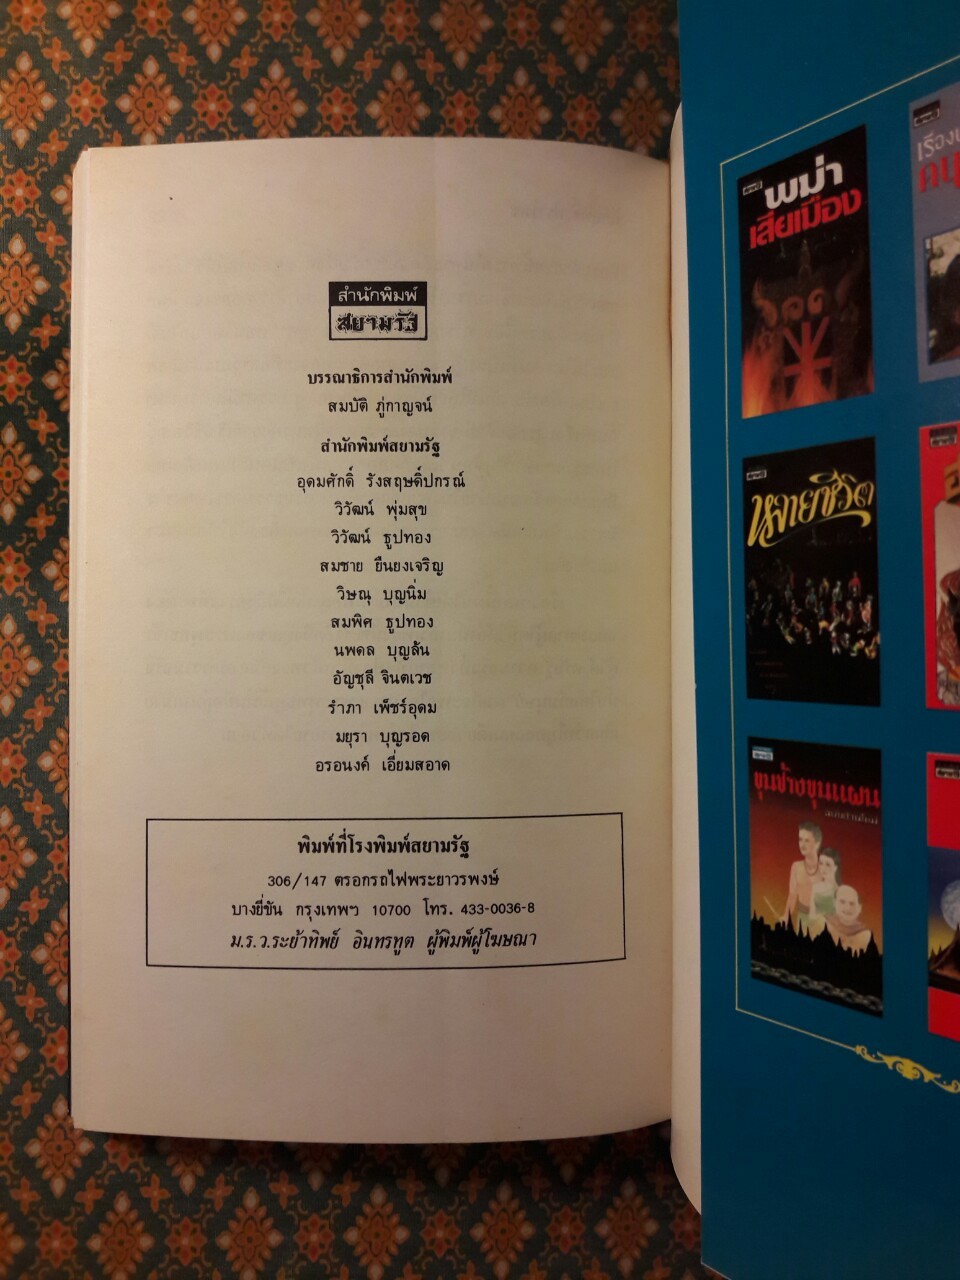 สำนักพิมพ์
สยามรัฐ
บรรณาธิการสำนักพิมพ์
สมบัติ ภู่กาญจน์
สำนักพิมพ์สยามรัฐ
อุดมศักดิ์ รังสฤษดิ์ปกรณ์
วิวัฒน์ พุ่มสุข
วิวัฒน์ ธูปทอง
สมชาย ยืนยงเจริญ
วิษณุ บุญนิ่ม
สมพิศ ธูปทอง
นพดล บุญล้น
อัญชุลี จินตเวช
รำภา เพ็ชร์อุดม
มยุรา บุญรอด
อรอนงค์ เอี่ยมสอาด
พิมพ์ที่โรงพิมพ์สยามรัฐ
306/147 ตรอกรถไฟพระยาวรพงษ์
บางยี่ขัน กรุงเทพฯ 10700 โทร. 433-0036-8
ม.ร.ว.ระย้าทิพย์ อินทรทูต ผู้พิมพ์ผู้โฆษณา
พม่า
เสียเมือง
หลายชีวิต
ขุนช้างขุนแผน